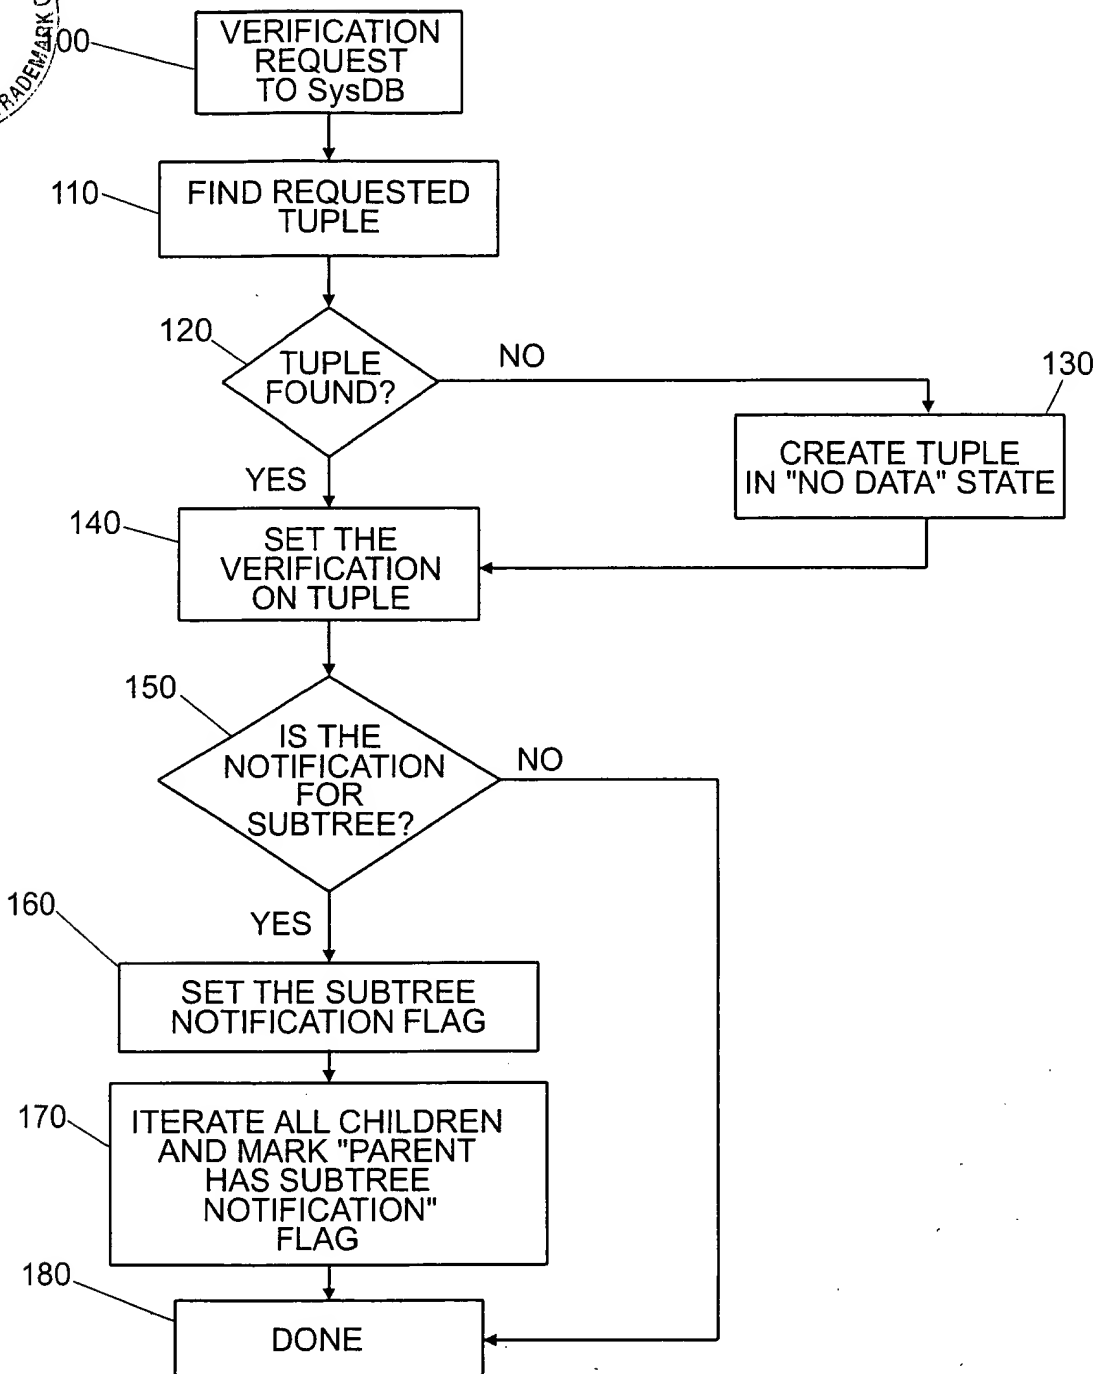 TRADEMARK
00
VERIFICATION
REQUEST
TO SysDB
110
FIND REQUESTED
TUPLE
120
TUPLE
FOUND?
NO
130
CREATE TUPLE
IN "NO DATA" STATE
YES
140
SET THE
VERIFICATION
ON TUPLE
150
IS THE
NOTIFICATION
FOR
SUBTREE?
NO
160
YES
SET THE SUBTREE
NOTIFICATION FLAG
170
ITERATE ALL CHILDREN
AND MARK "PARENT
HAS SUBTREE
NOTIFICATION"
FLAG
180
DONE